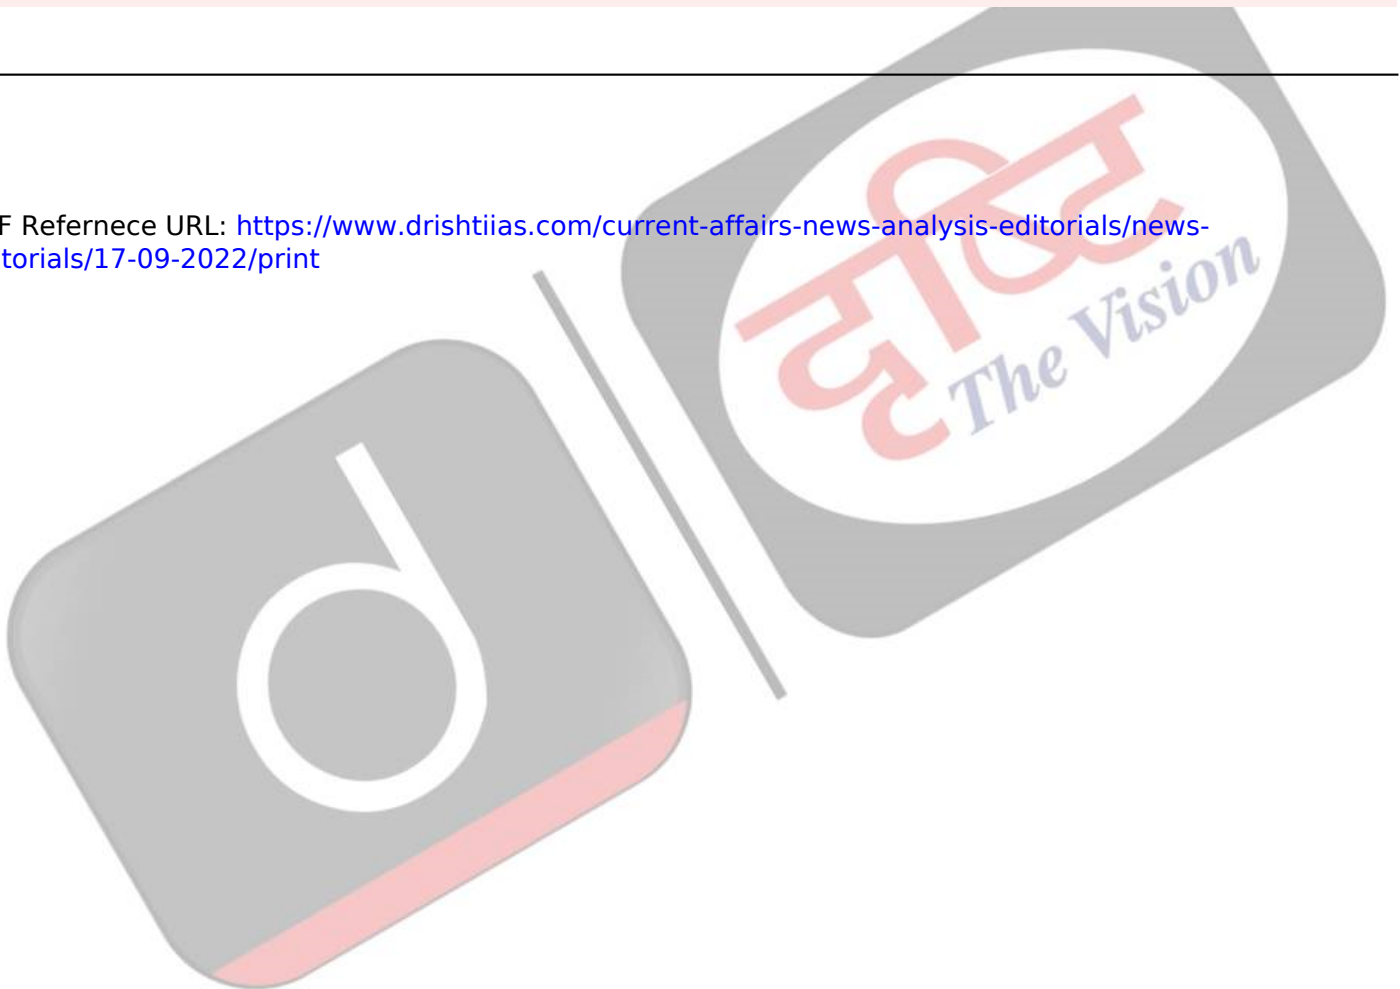 F Refernece URL: https://www.drishtiias.com/current-affairs-news-analysis-editorials/news-
torials/17-09-2022/print
दृष्टि
The Vision
d